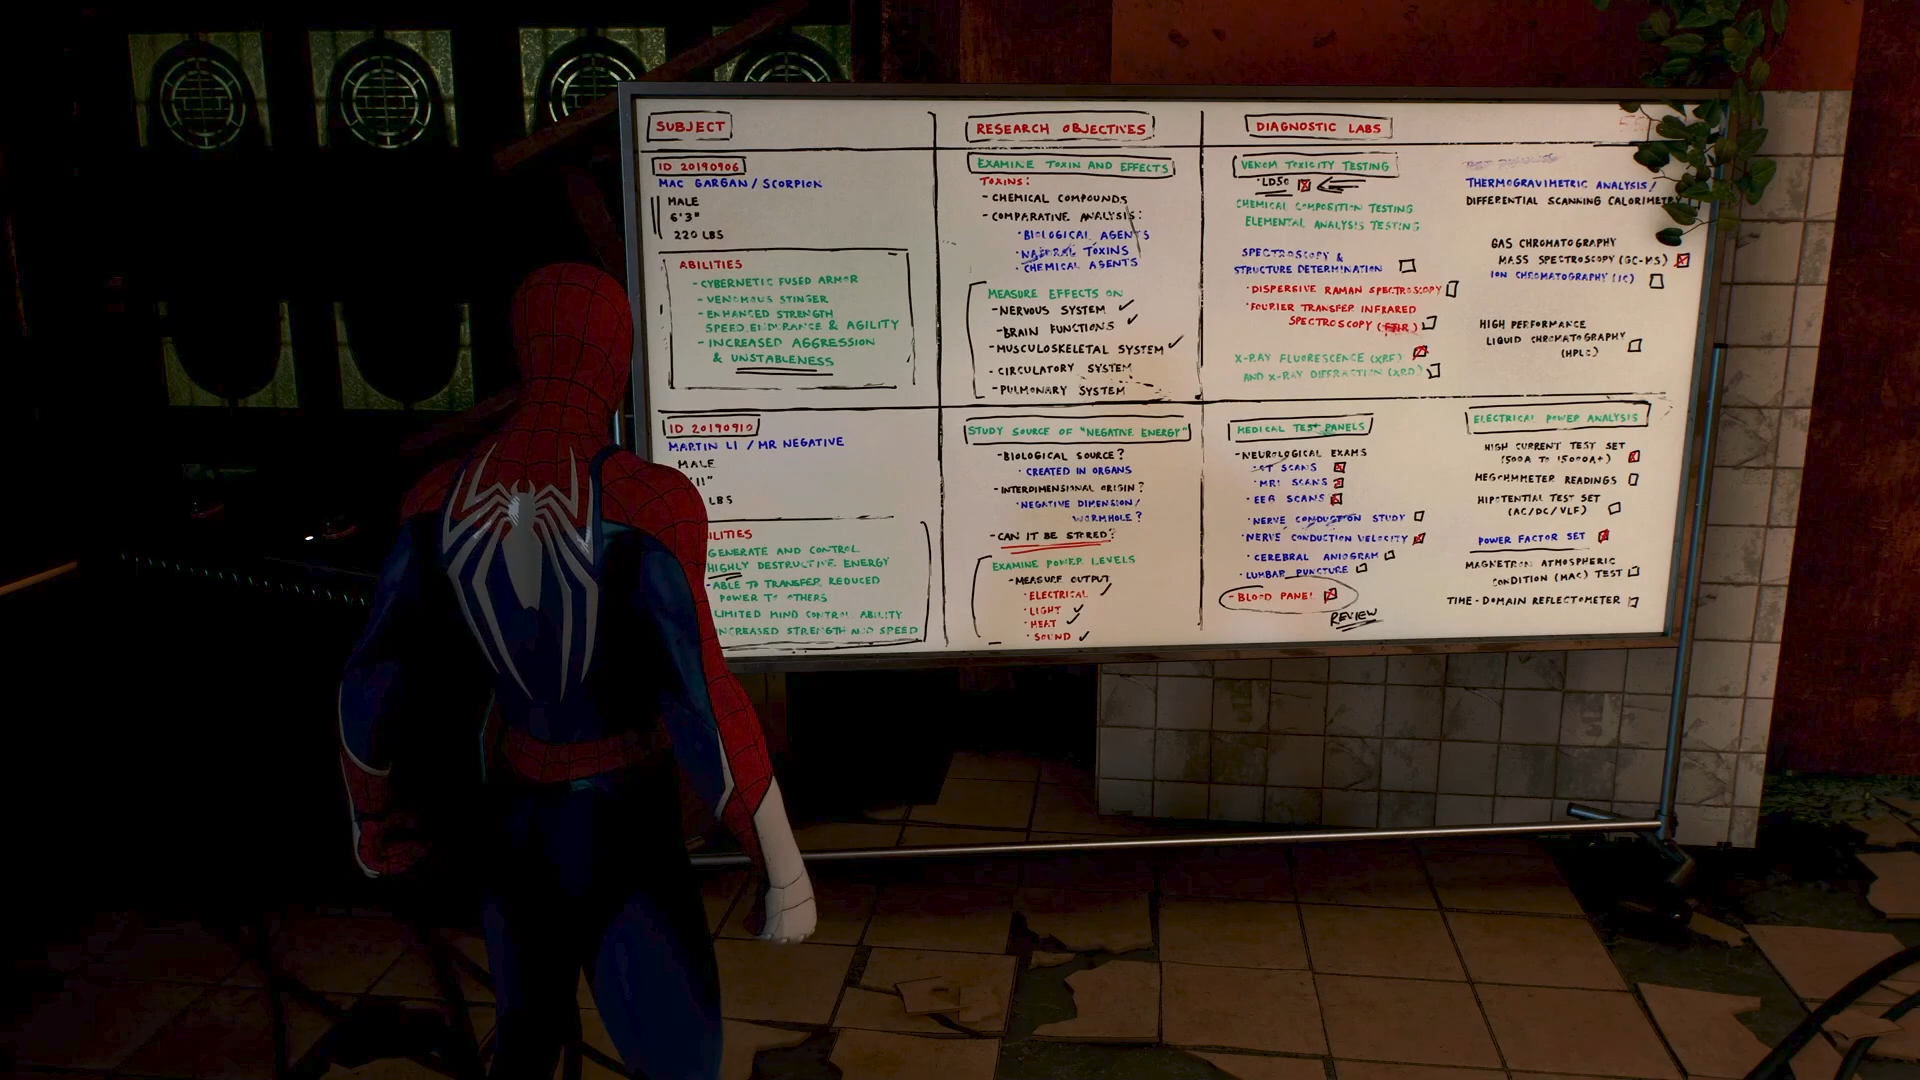 SUBJECT
ID 20190906
MAC GARGAN / SCORPION
MALE
6'3"
220 LBS
ABILITIES
- CYBERNETIC FUSED ARMOR
- VENOMOUS STINGER
- ENHANCED STRENGTH
SPEED, ENDURANCE & AGILITY
- INCREASED AGGRESSION
& UNSTABLENESS
ID 20190910
MARTIN LI / MR NEGATIVE
MALE
'11"
LBS
ILITIES
GENERATE AND CONTROL
HIGHLY DESTRUCTIVE ENERGY
- ABLE TO TRANSFER REDUCED
POWER TO OTHERS
LIMITED MIND CONTROL ABILITY
INCREASED STRENGTH AND SPEED
RESEARCH OBJECTIVES
EXAMINE TOXIN AND EFFECTS
TOXINS:
- CHEMICAL COMPOUNDS
- COMPARATIVE ANALYSIS:
• BIOLOGICAL AGENTS
• NATURAL TOXINS
• CHEMICAL AGENTS
MEASURE EFFECTS ON
- NERVOUS SYSTEM ✓
- BRAIN FUNCTIONS ✓
- MUSCULOSKELETAL SYSTEM ✓
- CIRCULATORY SYSTEM
- PULMONARY SYSTEM
STUDY SOURCE OF "NEGATIVE ENERGY"
- BIOLOGICAL SOURCE?
• CREATED IN ORGANS
- INTERDIMENSIONAL ORIGIN?
• NEGATIVE DIMENSION/
WORMHOLE?
- CAN IT BE STORED?
EXAMINE POWER LEVELS
- MEASURE OUTPUT
• ELECTRICAL ✓
• LIGHT ✓
• HEAT ✓
• SOUND ✓
DIAGNOSTIC LABS
VENOM TOXICITY TESTING
• LD50
CHEMICAL COMPOSITION TESTING
ELEMENTAL ANALYSIS TESTING
SPECTROSCOPY &
STRUCTURE DETERMINATION
• DISPERSIVE RAMAN SPECTROSCOPY
• FOURIER TRANSFER INFRARED
SPECTROSCOPY (FTIR)
X-RAY FLUORESCENCE (XRF)
AND X-RAY DIFFRACTION (XRD)
THERMOGRAVIMETRIC ANALYSIS/
DIFFERENTIAL SCANNING CALORIMETRY
GAS CHROMATOGRAPHY
MASS SPECTROSCOPY (GC-MS)
ION CHROMATOGRAPHY (IC)
HIGH PERFORMANCE
LIQUID CHROMATOGRAPHY
(HPLC)
MEDICAL TEST PANELS
- NEUROLOGICAL EXAMS
• CT SCANS
• MRI SCANS
• EEG SCANS
• NERVE CONDUCTION STUDY
• NERVE CONDUCTION VELOCITY
• CEREBRAL ANIOGRAM
• LUMBAR PUNCTURE
- BLOOD PANEL
REVIEW
ELECTRICAL POWER ANALYSIS
HIGH CURRENT TEST SET
(500A TO 15000A+)
MEGOHMMETER READINGS
HIPOTENTIAL TEST SET
(AC/DC/VLF)
POWER FACTOR SET
MAGNETRON ATMOSPHERIC
CONDITION (MAC) TEST
TIME-DOMAIN REFLECTOMETER